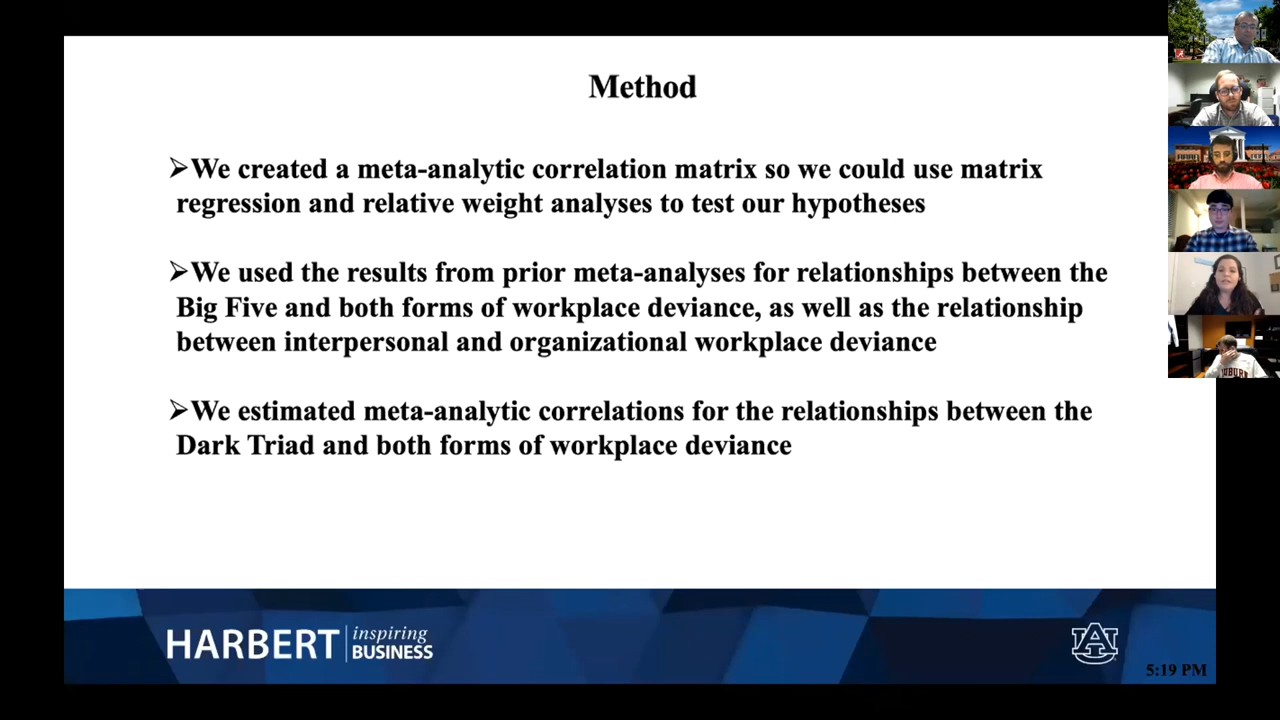 Method
➢We created a meta-analytic correlation matrix so we could use matrix
regression and relative weight analyses to test our hypotheses
➢We used the results from prior meta-analyses for relationships between the
Big Five and both forms of workplace deviance, as well as the relationship
between interpersonal and organizational workplace deviance
➢We estimated meta-analytic correlations for the relationships between the
Dark Triad and both forms of workplace deviance
HARBERT inspiring
BUSINESS
AU
5:19 PM
AUBURN